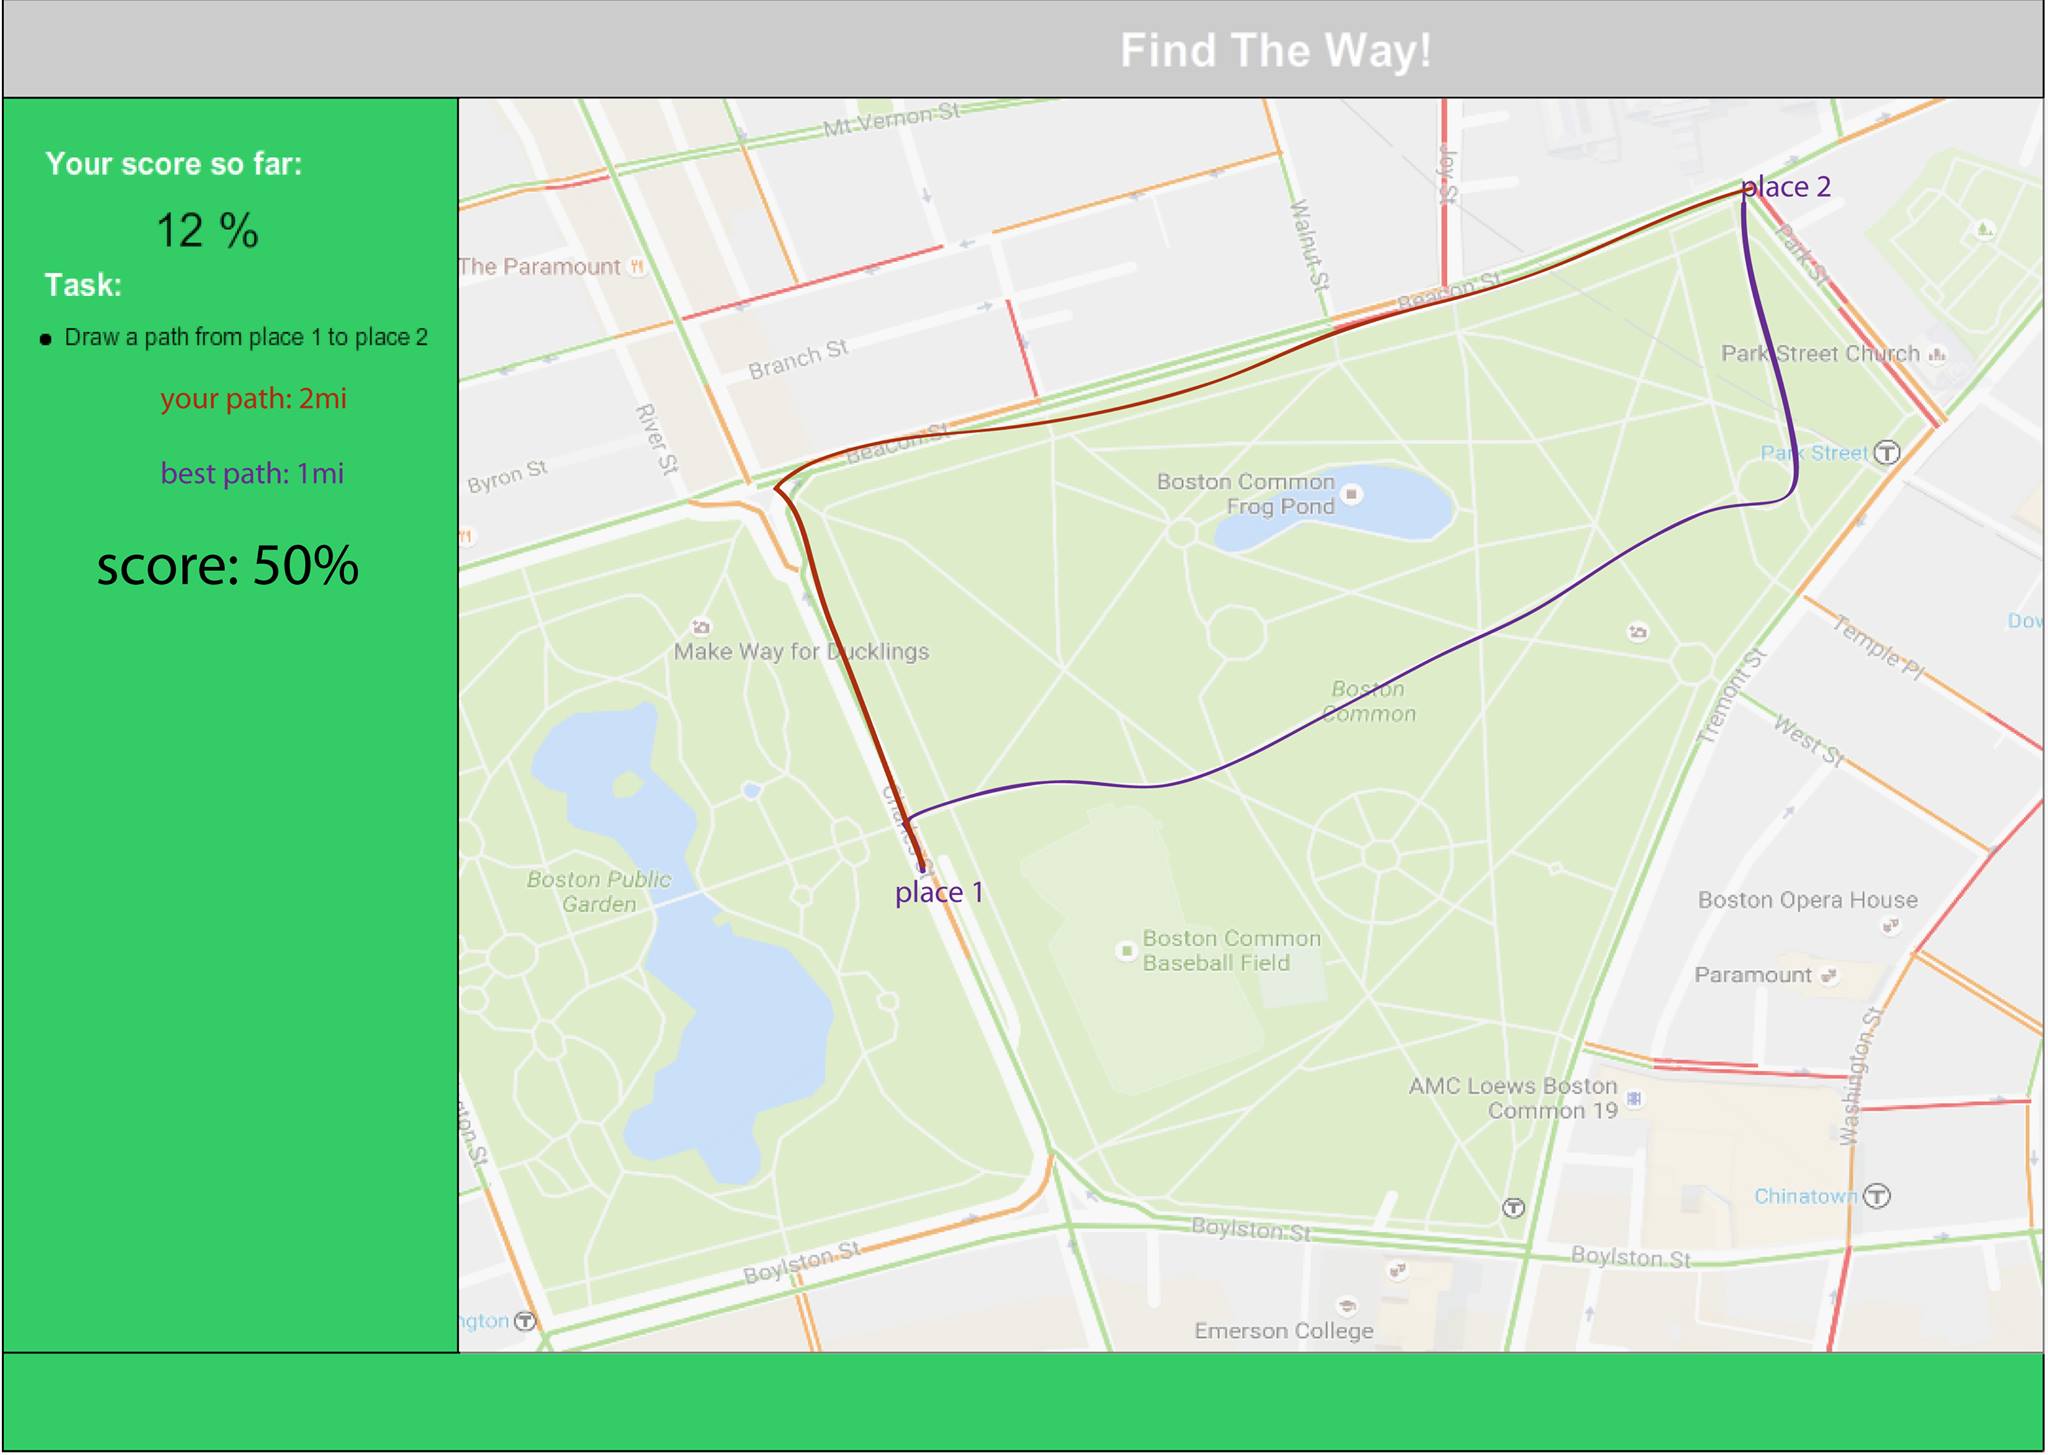 Find The Way!
Your score so far:
12 %
Task:
• Draw a path from place 1 to place 2
your path: 2mi
best path: 1mi
score: 50%
Mt Vernon St
Joy St
place 2
Walnut St
Park St
The Paramount
Beacon St
Branch St
Park Street Church
River St
Beacon St
Park Street
Byron St
Boston Common
Frog Pond
Make Way for Ducklings
Temple Pl
Boston
Common
Tremont St
West St
Charles St
Boston Public
Garden
place 1
Boston Opera House
Boston Common
Baseball Field
Paramount
Washington St
AMC Loews Boston
Common 19
Chinatown
Boylston St
Boylston St
Boylston St
Emerson College